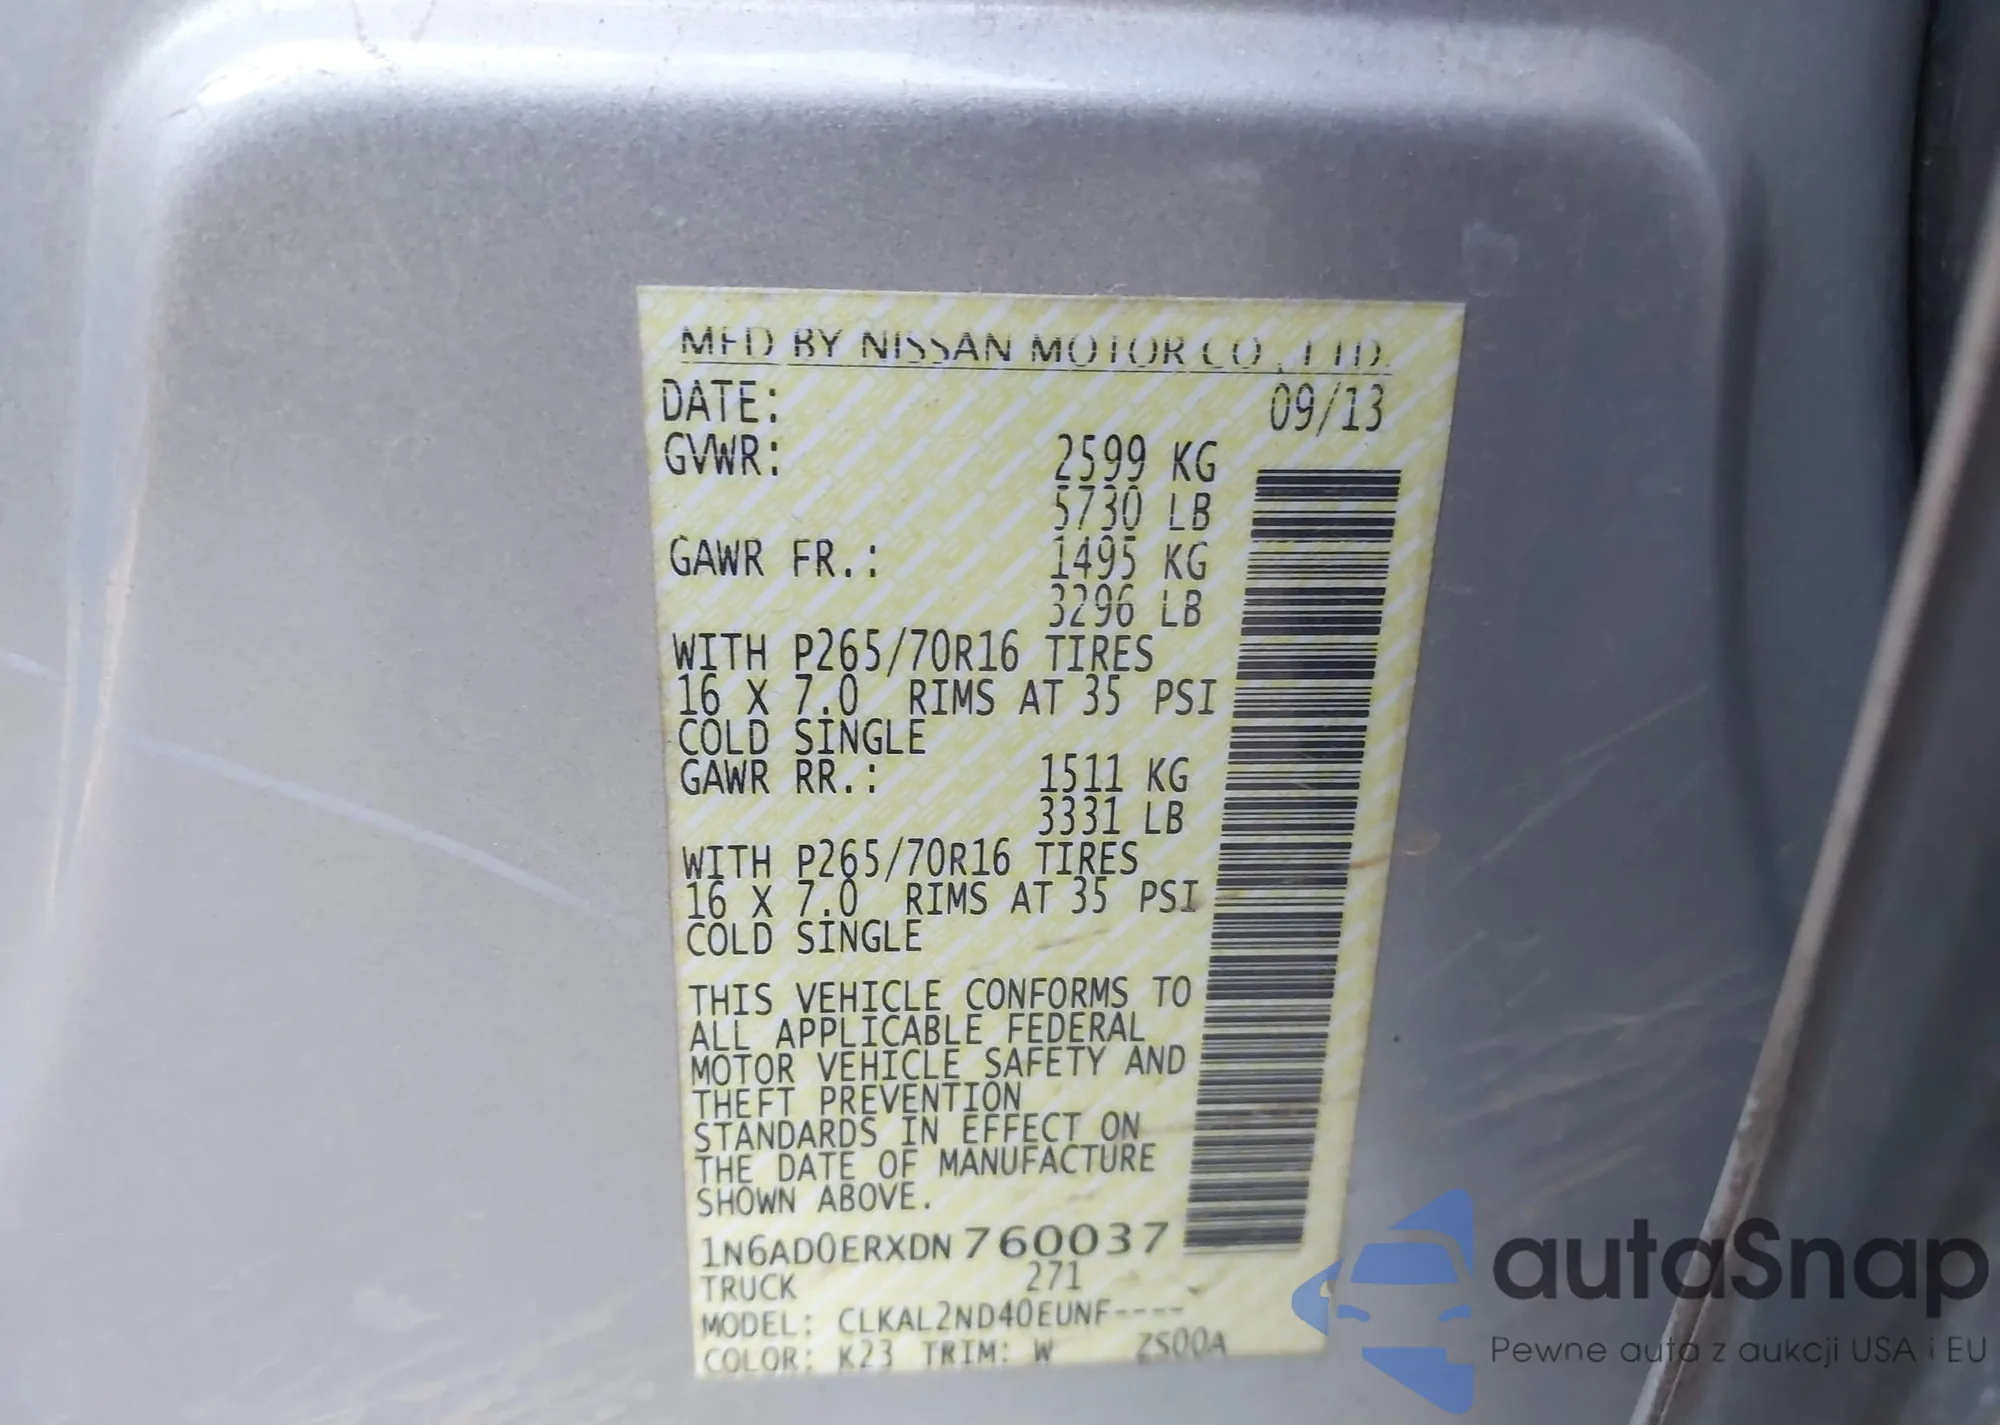 MFD BY NISSAN MOTOR CO., LTD.
DATE: 09/13
GVWR: 2599 KG
5730 LB
GAWR FR.: 1495 KG
3296 LB
WITH P265/70R16 TIRES
16 X 7.0 RIMS AT 35 PSI
COLD SINGLE
GAWR RR.: 1511 KG
3331 LB
WITH P265/70R16 TIRES
16 X 7.0 RIMS AT 35 PSI
COLD SINGLE
THIS VEHICLE CONFORMS TO
ALL APPLICABLE FEDERAL
MOTOR VEHICLE SAFETY AND
THEFT PREVENTION
STANDARDS IN EFFECT ON
THE DATE OF MANUFACTURE
SHOWN ABOVE.
1N6AD0ERXDN760037
TRUCK 271
MODEL: CLKAL2ND40EUNF----
COLOR: K23 TRIM: W ZS00A
autaSnap
Pewne auta z aukcji USA i EU